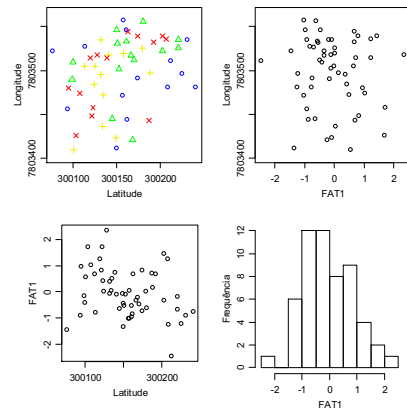 Longitude
7803400 7803500
300100 300150 300200
Latitude
Longitude
7803400 7803500
-2 -1 0 1 2
FAT1
FAT1
-2 -1 0 1 2
300100 300200
Latitude
Frequência
0 2 4 6 8 12
-2 -1 0 1 2
FAT1